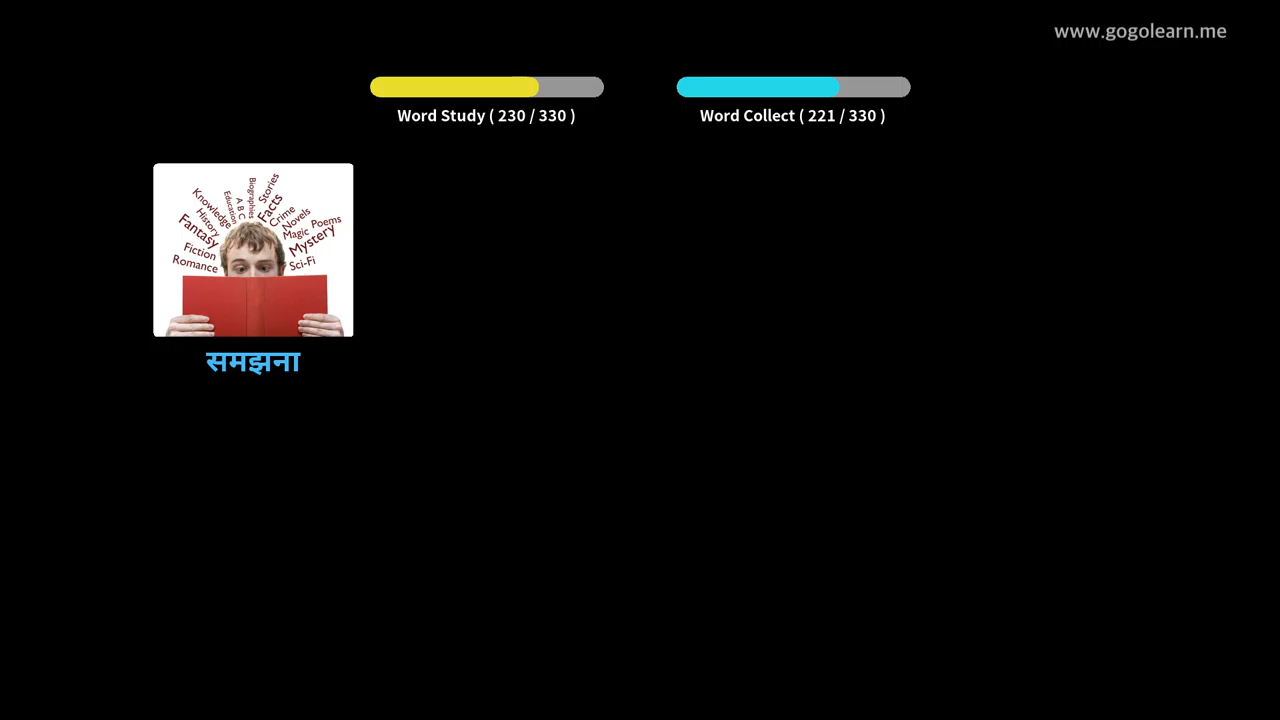 www.gogolearn.me
Word Study ( 230 / 330 )
Word Collect ( 221 / 330 )
Knowledge
History
Fantasy
Fiction
Romance
Education
A B C
Biographies
Stories
Facts
Crime
Novels
Magic
Poems
Mystery
Sci-Fi
समझना